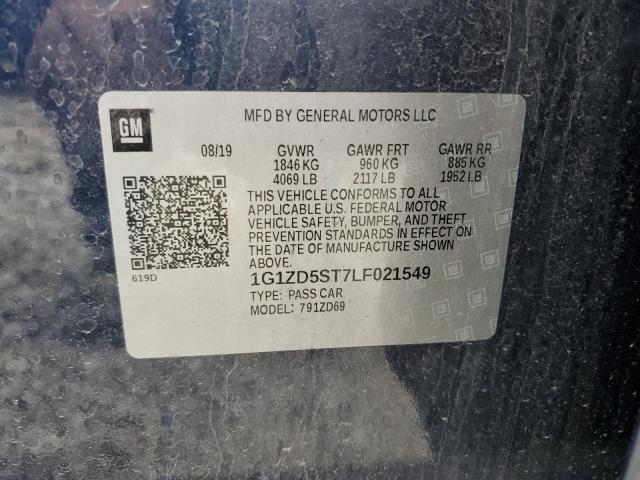 GM
MFD BY GENERAL MOTORS LLC
08/19 GVWR GAWR FRT GAWR RR
1846 KG 960 KG 885 KG
4069 LB 2117 LB 1952 LB
THIS VEHICLE CONFORMS TO ALL
APPLICABLE U.S. FEDERAL MOTOR
VEHICLE SAFETY, BUMPER, AND THEFT
PREVENTION STANDARDS IN EFFECT ON
THE DATE OF MANUFACTURE SHOWN
ABOVE.
619D
1G1ZD5ST7LF021549
TYPE: PASS CAR
MODEL: 791ZD69